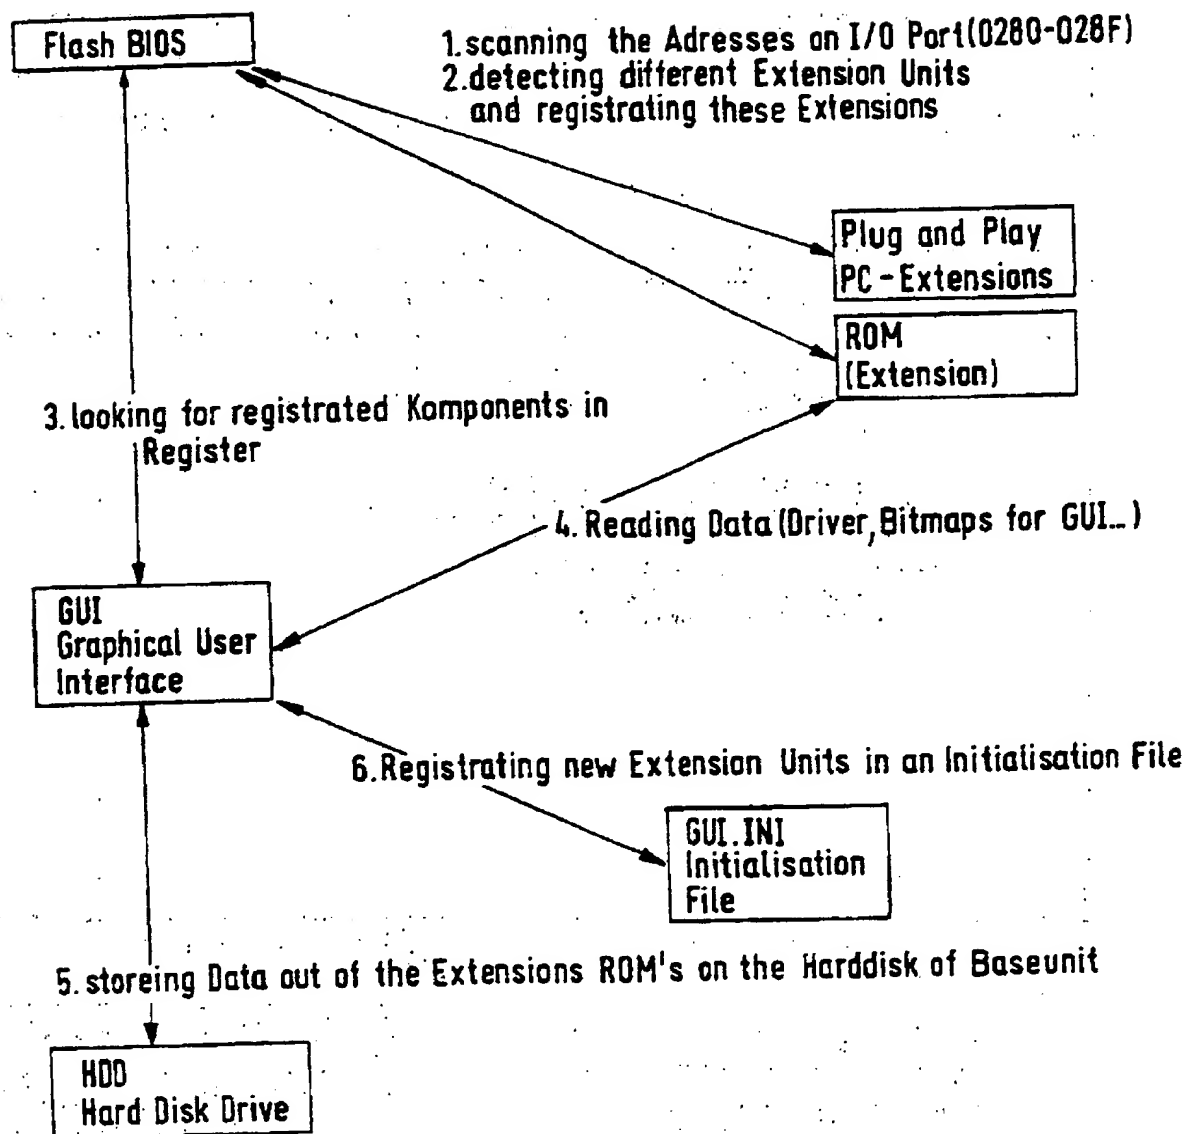 Flash BIOS
1.scanning the Adresses on I/O Port(0280-028F)
2.detecting different Extension Units
and registrating these Extensions
Plug and Play
PC-Extensions
ROM
(Extension)
3. looking for registrated Komponents in
Register
4. Reading Data (Driver,Bitmaps for GUI...)
GUI
Graphical User
Interface
6.Registrating new Extension Units in an Initialisation File
GUI.INI
Initialisation
File
5. storeing Data out of the Extensions ROM's on the Harddisk of Baseunit
HDD
Hard Disk Drive